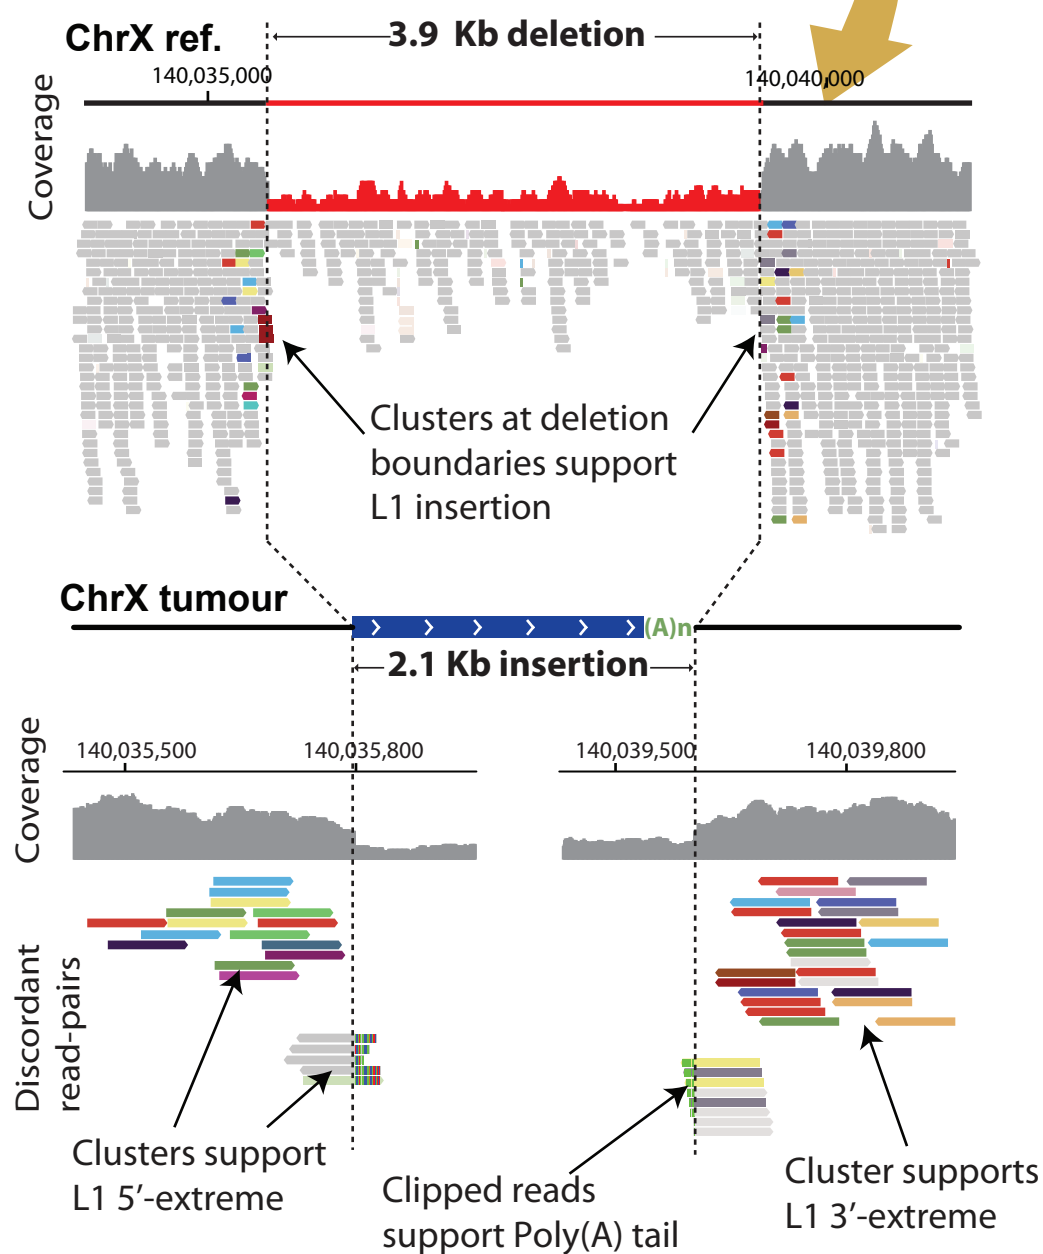 ChrX ref.
3.9 Kb deletion
140,035,000
140,040,000
Coverage
Clusters at deletion
boundaries support
L1 insertion
ChrX tumour
(A)n
2.1 Kb insertion
Coverage
140,035,500
140,035,800
140,039,500
140,039,800
Discordant
read-pairs
Clusters support
L1 5′-extreme
Clipped reads
support Poly(A) tail
Cluster supports
L1 3′-extreme